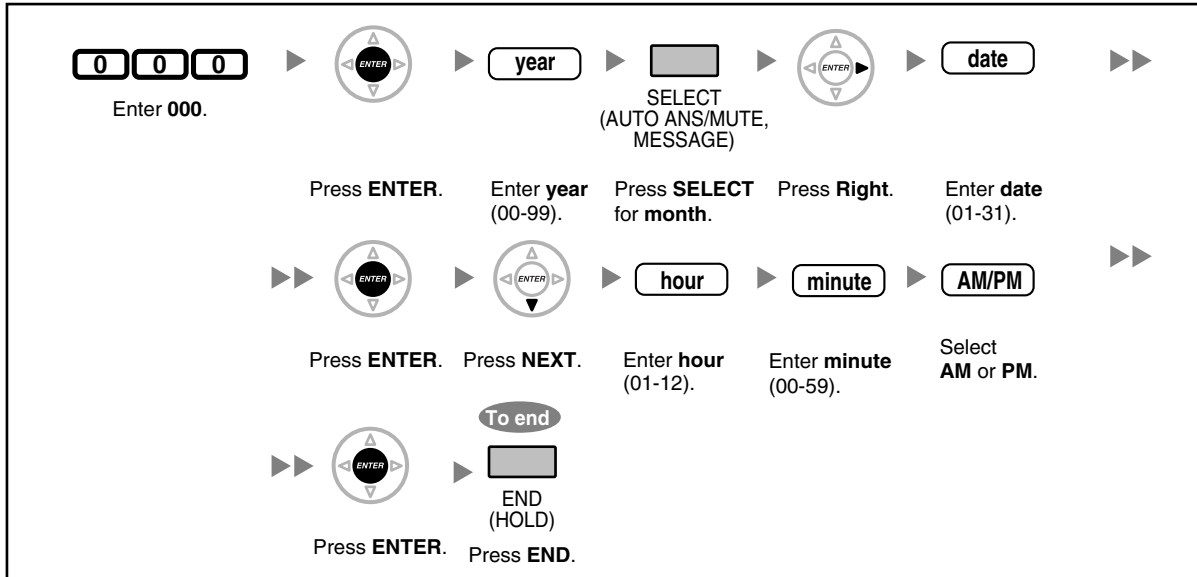 0 0 0
Enter 000.
ENTER
Press ENTER.
year
Enter year
(00-99).
SELECT
(AUTO ANS/MUTE,
MESSAGE)
Press SELECT
for month.
ENTER
Press Right.
date
Enter date
(01-31).
ENTER
Press ENTER.
ENTER
Press NEXT.
hour
Enter hour
(01-12).
minute
Enter minute
(00-59).
AM/PM
Select
AM or PM.
ENTER
Press ENTER.
To end
END
(HOLD)
Press END.